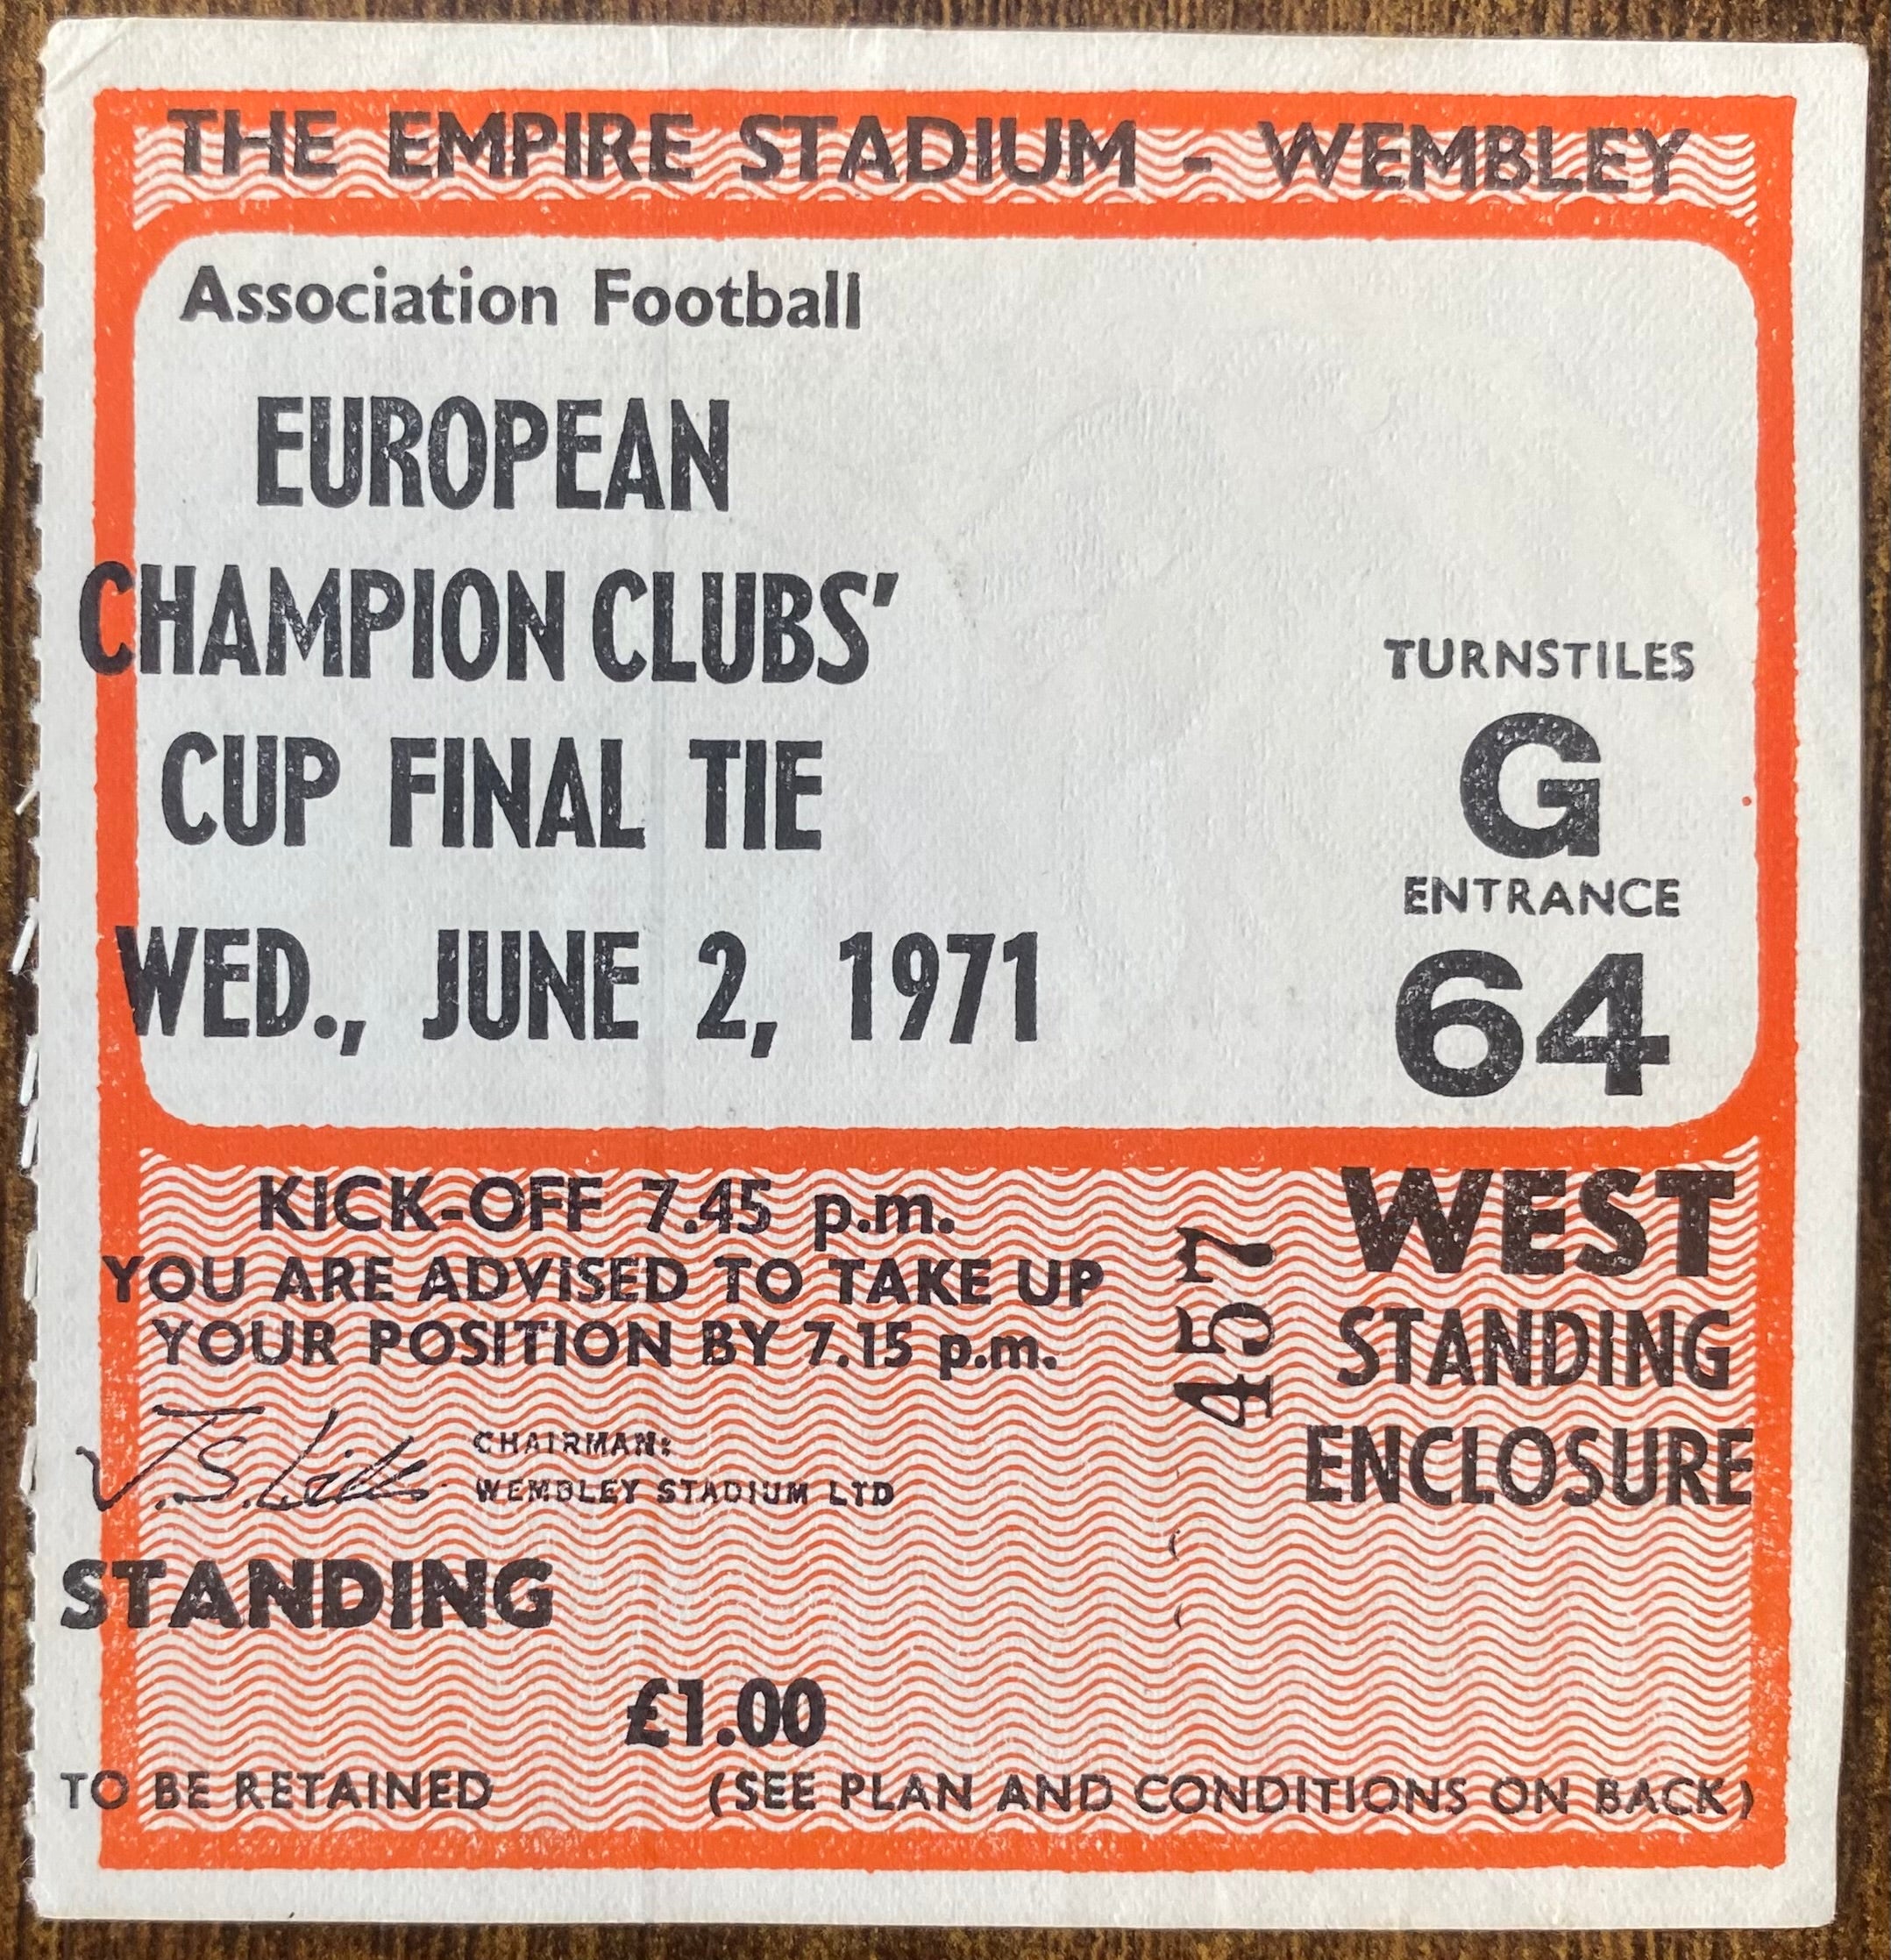 THE EMPIRE STADIUM - WEMBLEY
Association Football
EUROPEAN
CHAMPION CLUBS'
CUP FINAL TIE
WED., JUNE 2, 1971
TURNSTILES
G
ENTRANCE
64
KICK-OFF 7.45 p.m.
YOU ARE ADVISED TO TAKE UP
YOUR POSITION BY 7.15 p.m.
J. S.
CHAIRMAN:
WEMBLEY STADIUM LTD
4577
WEST
STANDING
ENCLOSURE
STANDING
£1.00
TO BE RETAINED
(SEE PLAN AND CONDITIONS ON BACK)